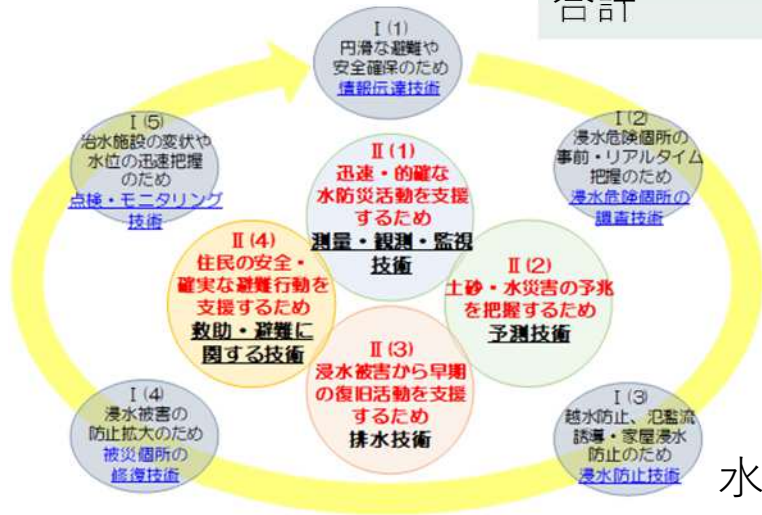 合計
I (1)
円滑な避難や
安全確保のため
情報伝達技術
I (2)
浸水危険個所の
事前・リアルタイム
把握のため
浸水危険個所の
調査技術
I (3)
越水防止、氾濫流
誘導・家屋浸水
防止のため
浸水防止技術
I (4)
浸水被害の
防止拡大のため
被災個所の
修復技術
I (5)
治水施設の変状や
水位の迅速把握
のため
点検・モニタリング
技術
II (1)
迅速・的確な
水防災活動を支援
するため
測量・観測・監視
技術
II (2)
土砂・水災害の予兆
を把握するため
予測技術
II (3)
浸水被害から早期
の復旧活動を支援
するため
排水技術
II (4)
住民の安全・
確実な避難行動を
支援するため
救助・避難に
関する技術
水